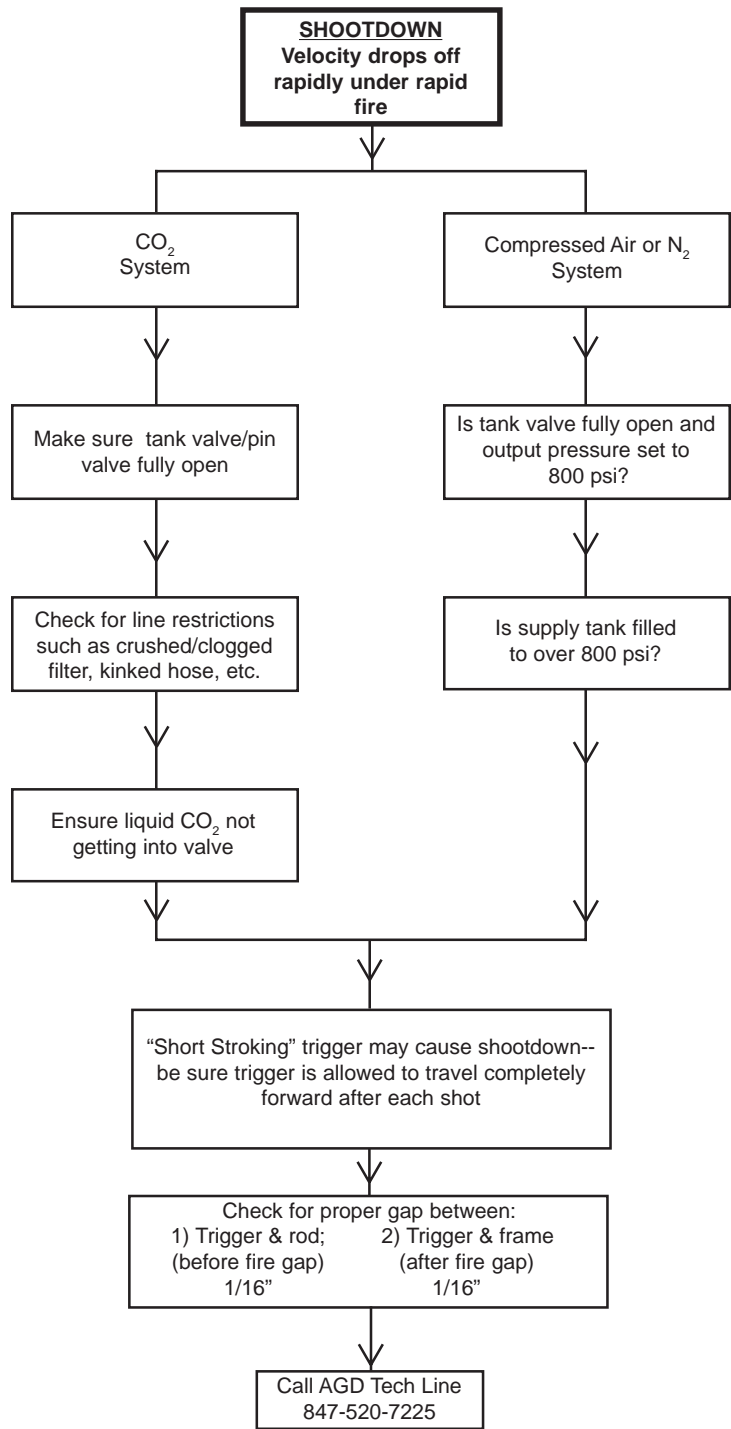 SHOOTDOWN
Velocity drops off
rapidly under rapid
fire
CO₂
System
Make sure  tank valve/pin
valve fully open
Check for line restrictions
such as crushed/clogged
filter, kinked hose, etc.
Ensure liquid CO₂ not
getting into valve
Compressed Air or N₂
System
Is tank valve fully open and
output pressure set to
800 psi?
Is supply tank filled
to over 800 psi?
“Short Stroking” trigger may cause shootdown--
be sure trigger is allowed to travel completely
forward after each shot
Check for proper gap between:
1) Trigger & rod;
(before fire gap)
1/16”
2) Trigger & frame
(after fire gap)
1/16”
Call AGD Tech Line
847-520-7225